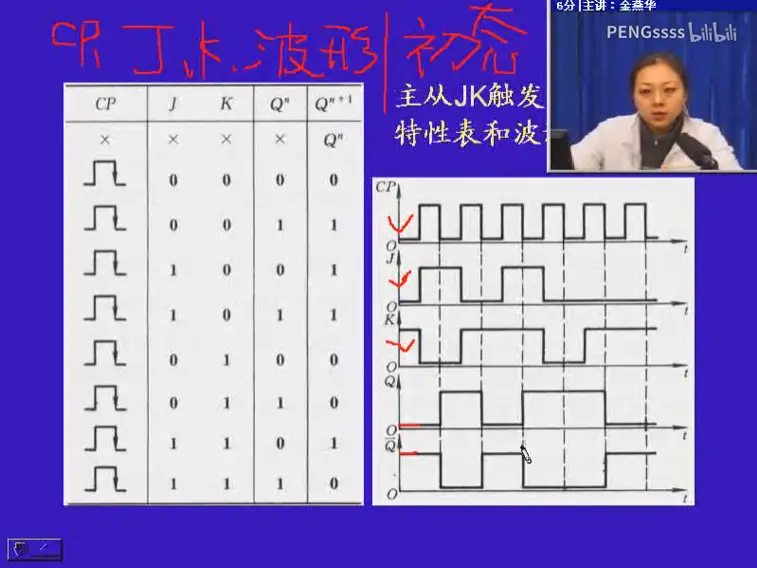 6分|主讲:金燕华
PENGssss bilibili
CP, J, K, 波形 初态
主从JK触发
特性表和波
CP J K Qⁿ Qⁿ⁺¹
× × × × Qⁿ
0 0 0 0
0 0 1 1
1 0 0 1
1 0 1 1
0 1 0 0
0 1 1 0
1 1 0 1
1 1 1 0
CP
O t
J
O t
K
O t
Q
O t
Q̅
O t